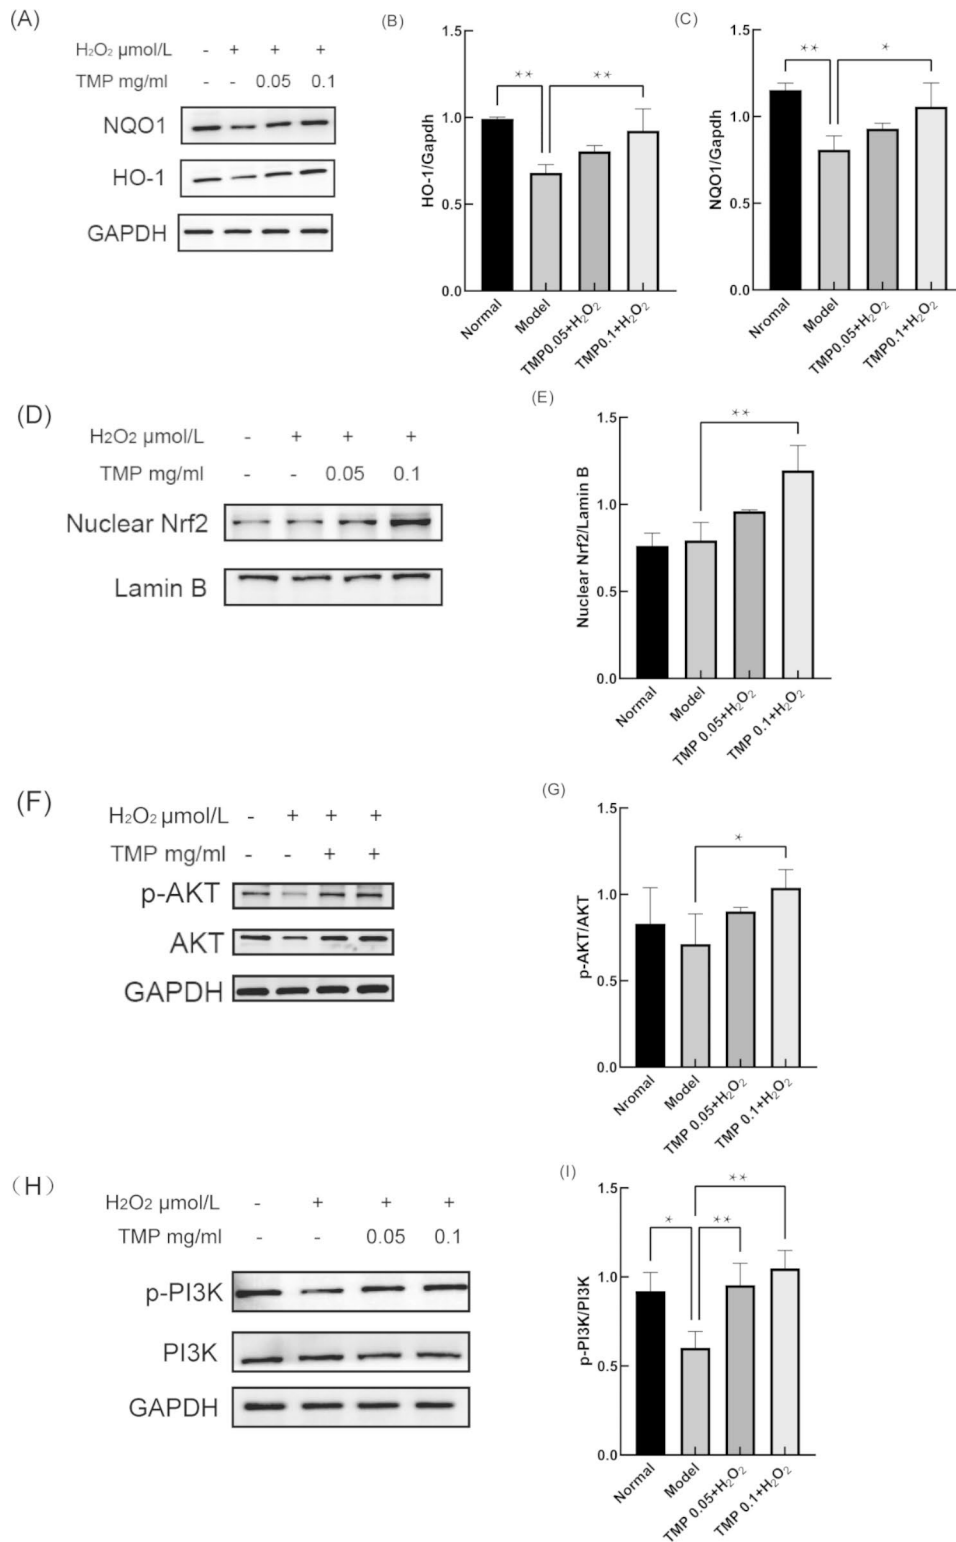 (A)
H₂O₂ μmol/L - + + +
TMP mg/ml - - 0.05 0.1
NQO1
HO-1
GAPDH
(B)
HO-1/Gapdh
1.5
1.0
0.5
0.0
**
**
Normal
Model
TMP0.05+H₂O₂
TMP0.1+H₂O₂
(C)
NQO1/Gapdh
1.5
1.0
0.5
0.0
**
*
Nromal
Model
TMP0.05+H₂O₂
TMP0.1+H₂O₂
(D)
H₂O₂ μmol/L - + + +
TMP mg/ml - - 0.05 0.1
Nuclear Nrf2
Lamin B
(E)
Nuclear Nrf2/Lamin B
1.5
1.0
0.5
0.0
**
Normal
Model
TMP 0.05+H₂O₂
TMP 0.1+H₂O₂
(F)
H₂O₂ μmol/L - + + +
TMP mg/ml - - + +
p-AKT
AKT
GAPDH
(G)
p-AKT/AKT
1.5
1.0
0.5
0.0
*
Nromal
Model
TMP 0.05+H₂O₂
TMP 0.1+H₂O₂
（H）
H₂O₂ μmol/L - + + +
TMP mg/ml - - 0.05 0.1
p-PI3K
PI3K
GAPDH
(I)
p-PI3K/PI3K
1.5
1.0
0.5
0.0
*
**
**
Normal
Model
TMP 0.05+H₂O₂
TMP 0.1+H₂O₂